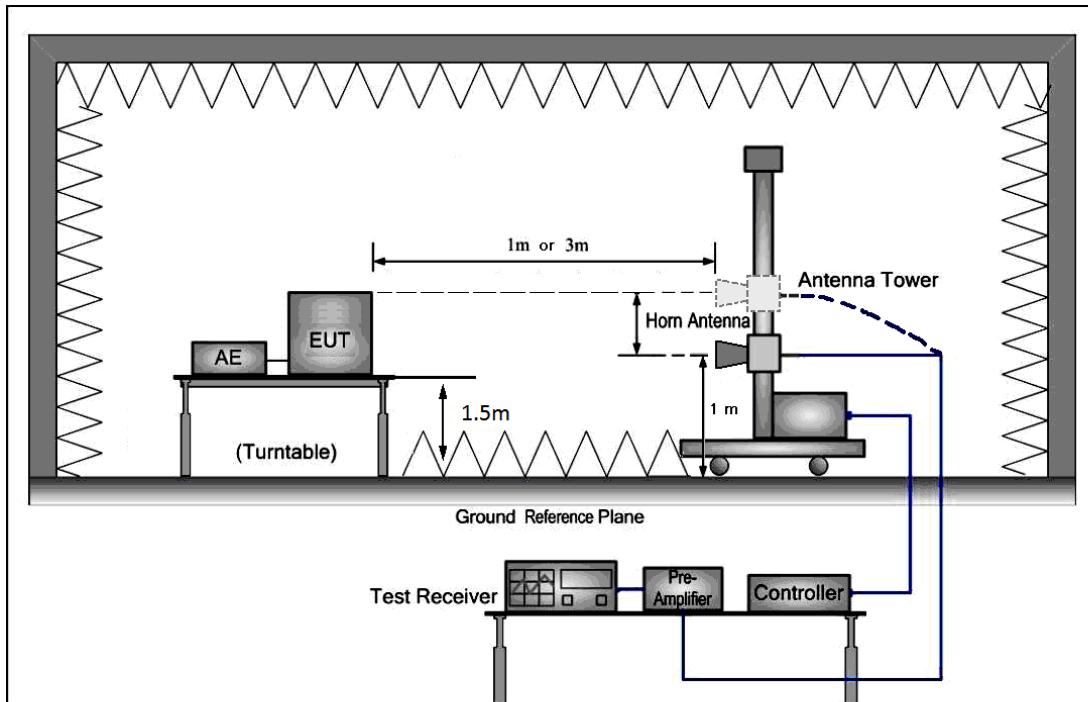 1m or 3m
Antenna Tower
Horn Antenna
EUT
AE
1.5m
1 m
(Turntable)
Ground Reference Plane
Test Receiver
Pre-
Amplifier
Controller